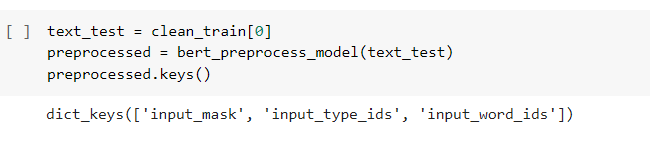 [ ] text_test = clean_train[0]
preprocessed = bert_preprocess_model(text_test)
preprocessed.keys()
dict_keys(['input_mask', 'input_type_ids', 'input_word_ids'])